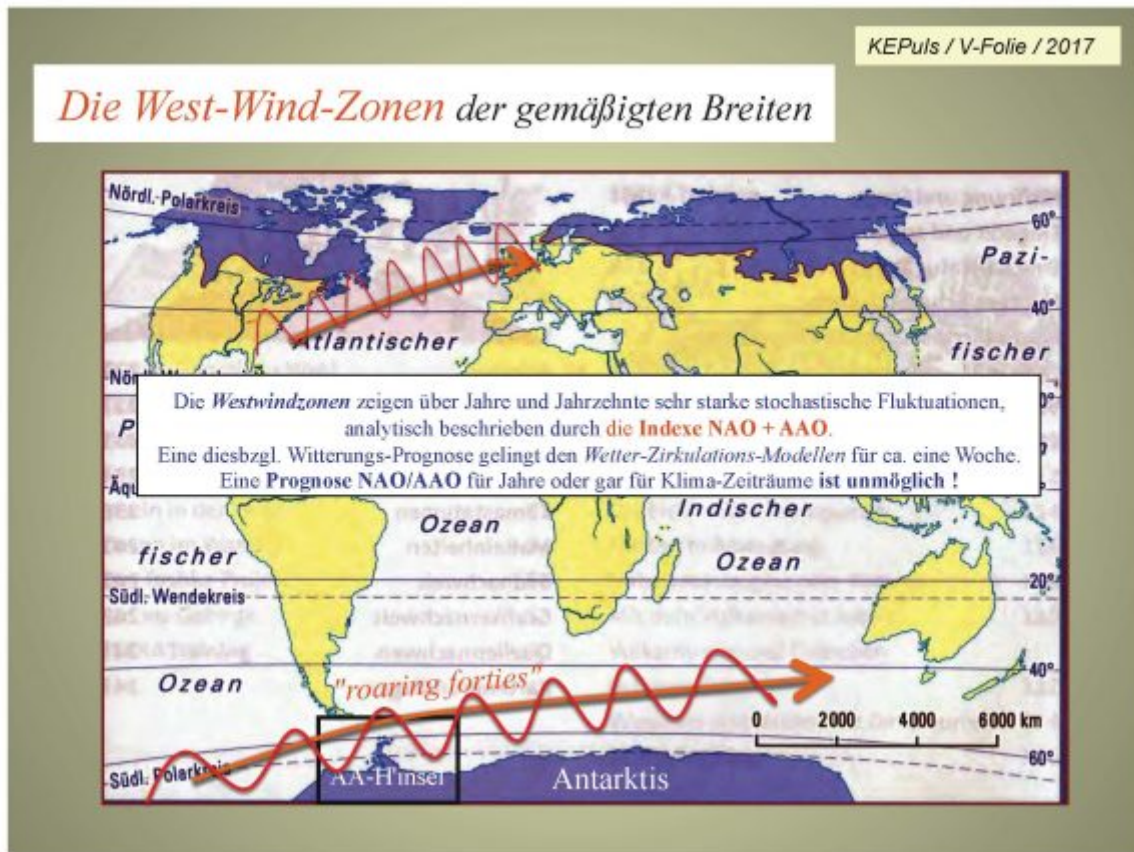 KEPuls / V-Folie / 2017
Die West-Wind-Zonen der gemäßigten Breiten
Nördl. Polarkreis
60°
Pazi-
40°
Atlantischer
fischer
Die Westwindzonen zeigen über Jahre und Jahrzehnte sehr starke stochastische Fluktuationen,
analytisch beschrieben durch die Indexe NAO + AAO.
Eine diesbzgl. Witterungs-Prognose gelingt den Wetter-Zirkulations-Modellen für ca. eine Woche.
Eine Prognose NAO/AAO für Jahre oder gar für Klima-Zeiträume ist unmöglich !
Ozean
Indischer
fischer
Ozean
20°
Südl. Wendekreis
Ozean
"roaring forties"
40°
0 2000 4000 6000 km
60°
Südl. Polarkreis
AA-H'insel
Antarktis